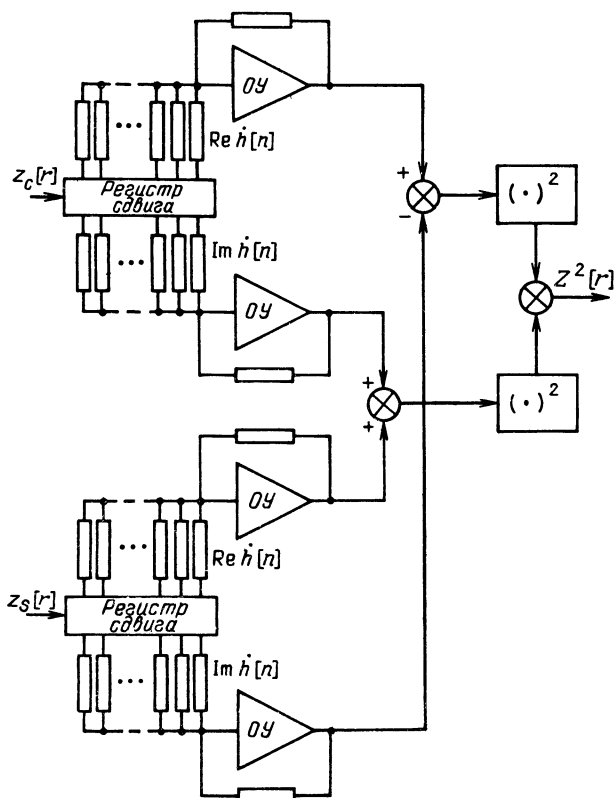 ОУ
Re ḣ[n]
z_c[r]
Регистр
сдвига
Im ḣ[n]
ОУ
+
−
(·)²
Z²[r]
+
+
(·)²
ОУ
Re ḣ[n]
z_s[r]
Регистр
сдвига
Im ḣ[n]
ОУ